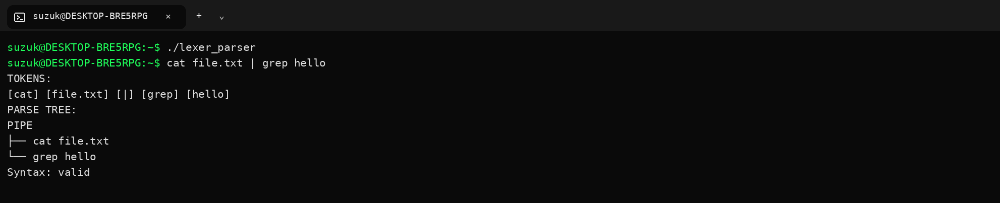 suzuk@DESKTOP-BRE5RPG × + ⌄
suzuk@DESKTOP-BRE5RPG:~$ ./lexer_parser
suzuk@DESKTOP-BRE5RPG:~$ cat file.txt | grep hello
TOKENS:
[cat] [file.txt] [|] [grep] [hello]
PARSE TREE:
PIPE
├── cat file.txt
└── grep hello
Syntax: valid